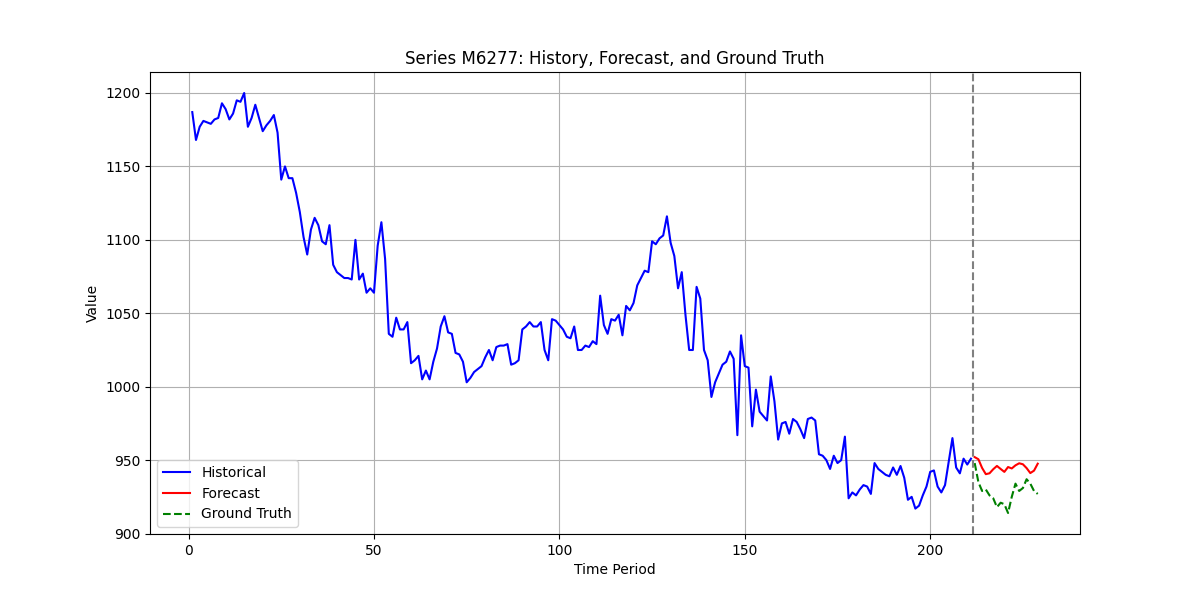 Series M6277: History, Forecast, and Ground Truth
Value
1200
1150
1100
1050
1000
950
900
Historical
Forecast
Ground Truth
0 50 100 150 200
Time Period